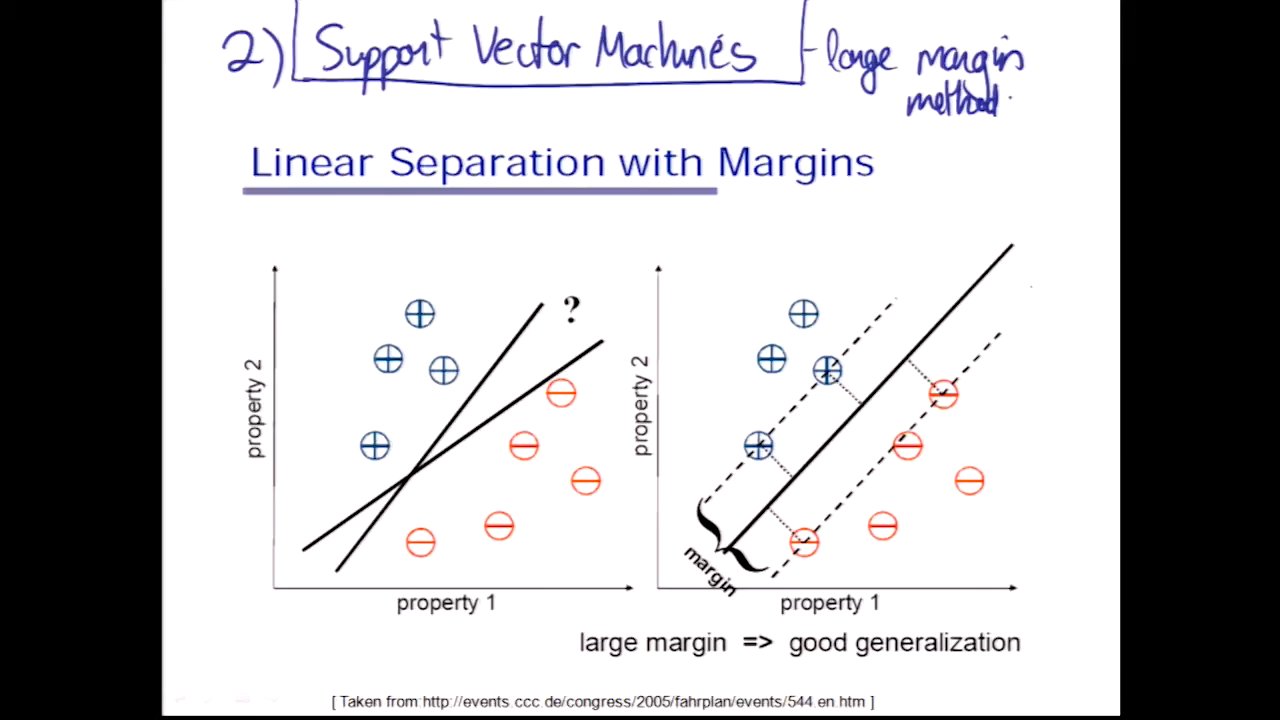 2) Support Vector Machines - large margin
method.
Linear Separation with Margins
?
property 2
property 1
property 2
margin
property 1
large margin => good generalization
[ Taken from:http://events.ccc.de/congress/2005/fahrplan/events/544.en.htm ]